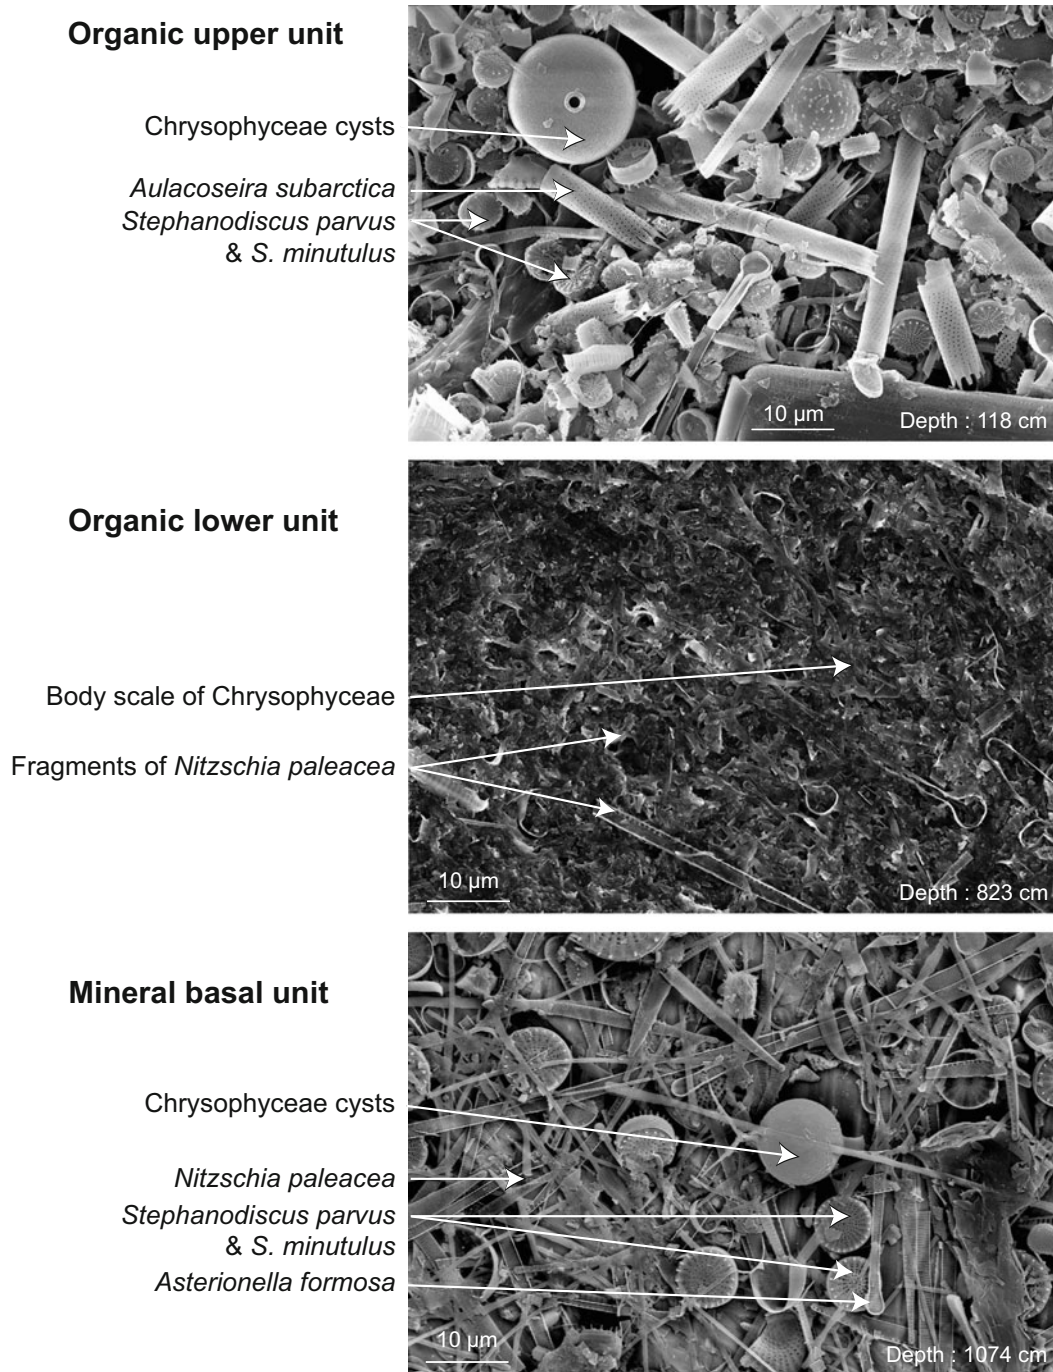 Organic upper unit
Chrysophyceae cysts
Aulacoseira subarctica
Stephanodiscus parvus
& S. minutulus
10 µm
Depth : 118 cm
Organic lower unit
Body scale of Chrysophyceae
Fragments of Nitzschia paleacea
10 µm
Depth : 823 cm
Mineral basal unit
Chrysophyceae cysts
Nitzschia paleacea
Stephanodiscus parvus
& S. minutulus
Asterionella formosa
10 µm
Depth : 1074 cm